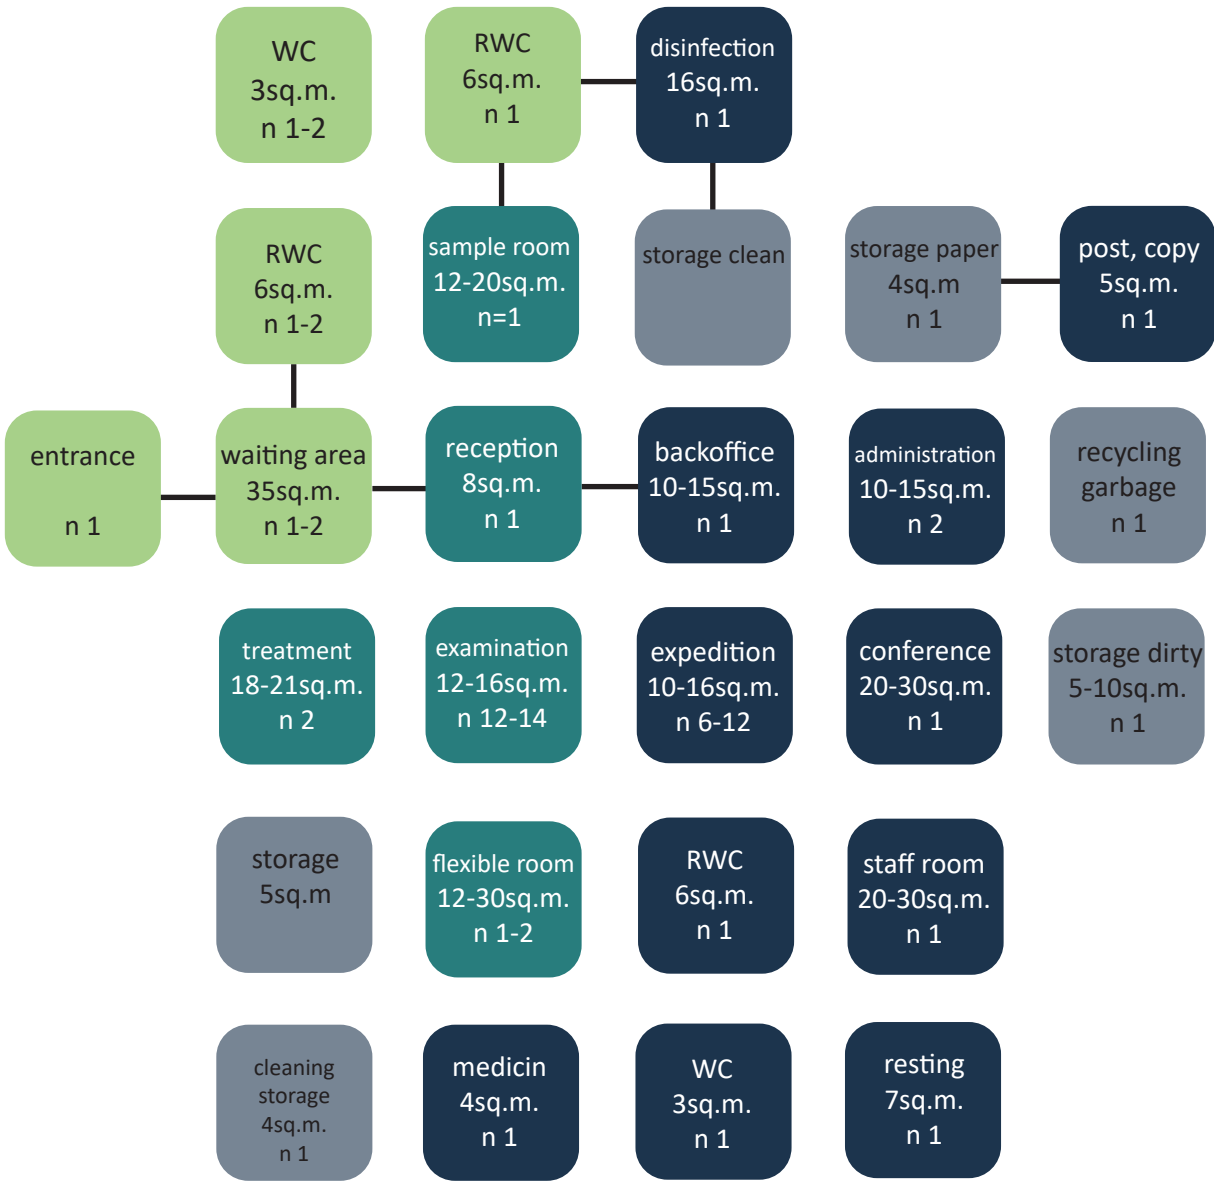 WC
3sq.m.
n 1-2
RWC
6sq.m.
n 1
disinfection
16sq.m.
n 1
RWC
6sq.m.
n 1-2
sample room
12-20sq.m.
n=1
storage clean
storage paper
4sq.m
n 1
post, copy
5sq.m.
n 1
entrance
n 1
waiting area
35sq.m.
n 1-2
reception
8sq.m.
n 1
backoffice
10-15sq.m.
n 1
administration
10-15sq.m.
n 2
recycling
garbage
n 1
treatment
18-21sq.m.
n 2
examination
12-16sq.m.
n 12-14
expedition
10-16sq.m.
n 6-12
conference
20-30sq.m.
n 1
storage dirty
5-10sq.m.
n 1
storage
5sq.m
flexible room
12-30sq.m.
n 1-2
RWC
6sq.m.
n 1
staff room
20-30sq.m.
n 1
cleaning
storage
4sq.m.
n 1
medicin
4sq.m.
n 1
WC
3sq.m.
n 1
resting
7sq.m.
n 1